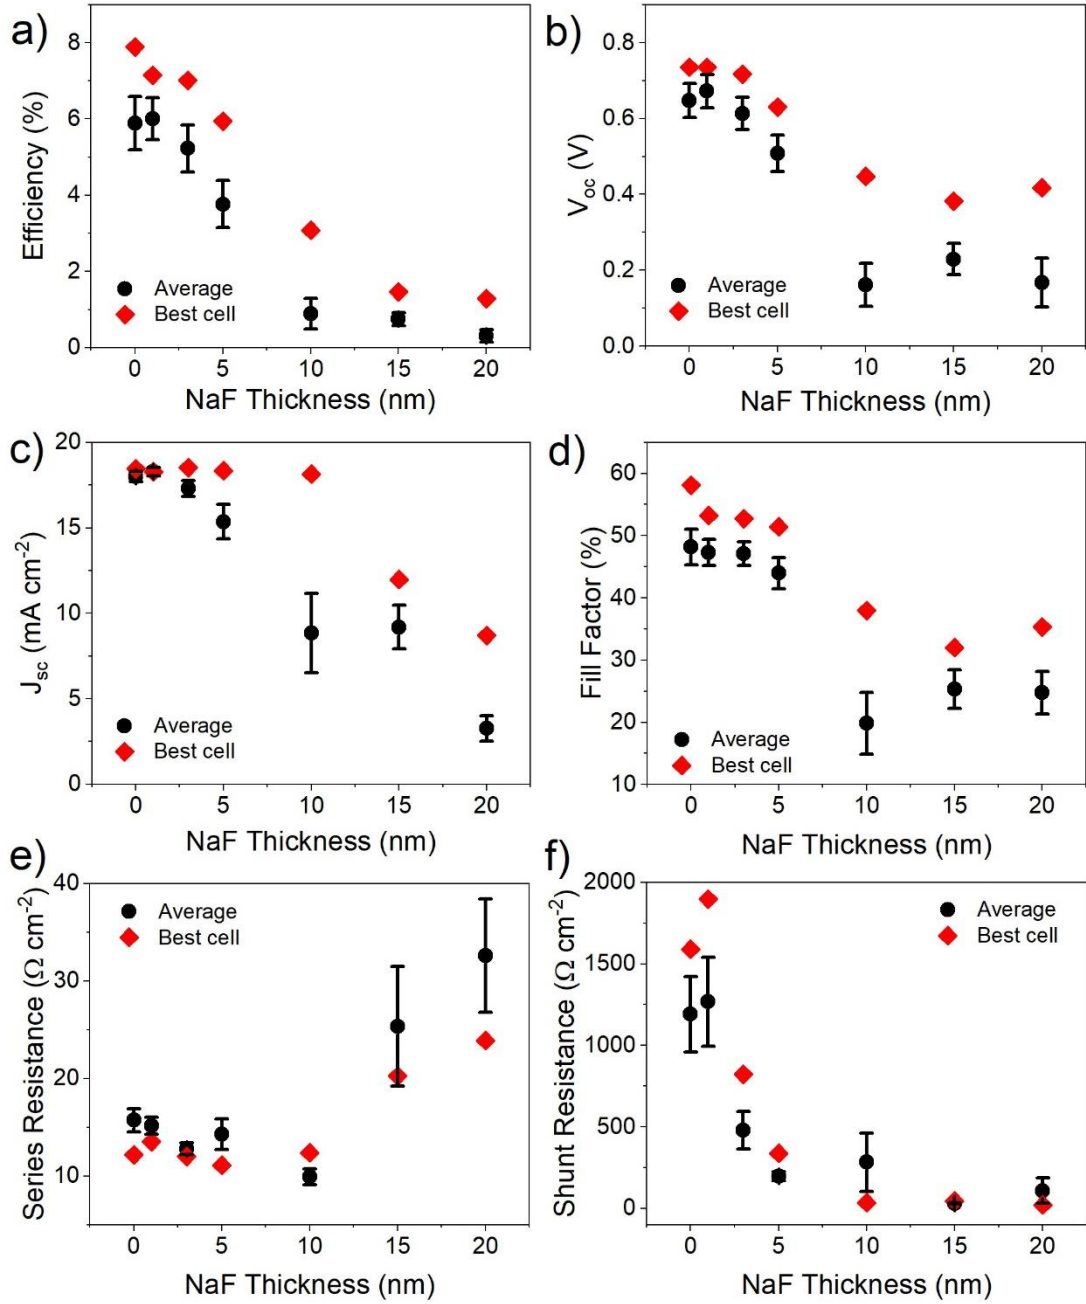 a)
Efficiency (%)
8
6
4
2
0
Average
Best cell
0 5 10 15 20
NaF Thickness (nm)
b)
V_oc (V)
0.8
0.6
0.4
0.2
0.0
Average
Best cell
0 5 10 15 20
NaF Thickness (nm)
c)
J_sc (mA cm⁻²)
20
15
10
5
0
Average
Best cell
0 5 10 15 20
NaF Thickness (nm)
d)
Fill Factor (%)
60
50
40
30
20
10
Average
Best cell
0 5 10 15 20
NaF Thickness (nm)
e)
Series Resistance (Ω cm⁻²)
40
30
20
10
Average
Best cell
0 5 10 15 20
NaF Thickness (nm)
f)
Shunt Resistance (Ω cm⁻²)
2000
1500
1000
500
0
Average
Best cell
0 5 10 15 20
NaF Thickness (nm)